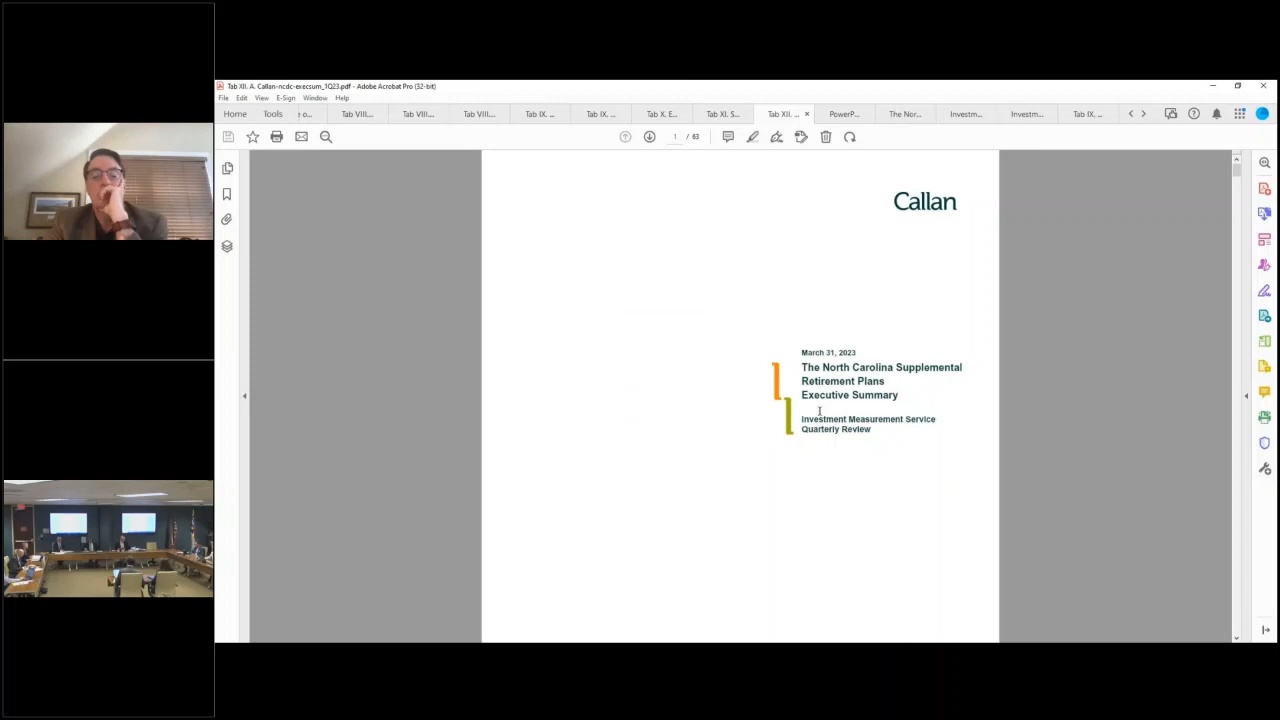 Tab XII. A. Callan-ncdc-execsum_1Q23.pdf - Adobe Acrobat Pro (32-bit)
File Edit View E-Sign Window Help
Home Tools e o... Tab VIII.... Tab VIII.... Tab VIII.... Tab IX. ... Tab IX. ... Tab X. E... Tab XI. S... Tab XII. ... PowerP... The Nor... Investm... Investm... Tab IX. ...
1 / 63
Callan
March 31, 2023
The North Carolina Supplemental
Retirement Plans
Executive Summary
Investment Measurement Service
Quarterly Review